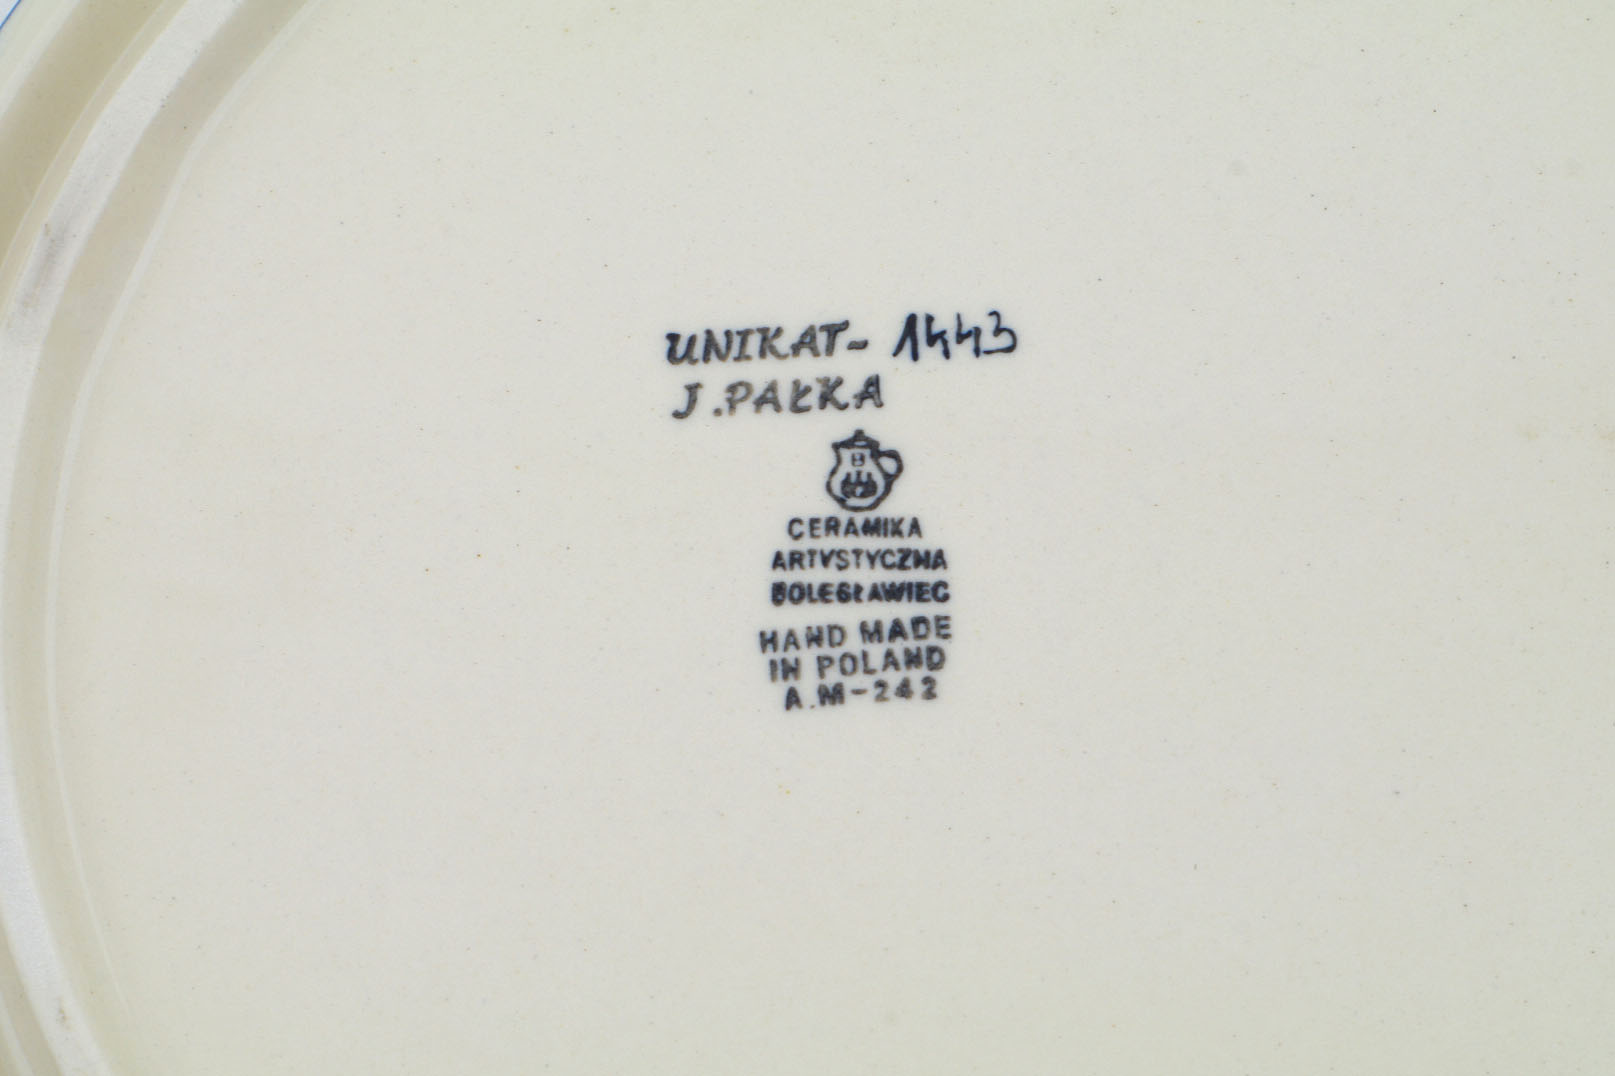 UNIKAT- 1443
J.PAŁKA
B
CERAMIKA
ARTYSTYCZNA
BOLESŁAWIEC
HAND MADE
IN POLAND
A.M-242